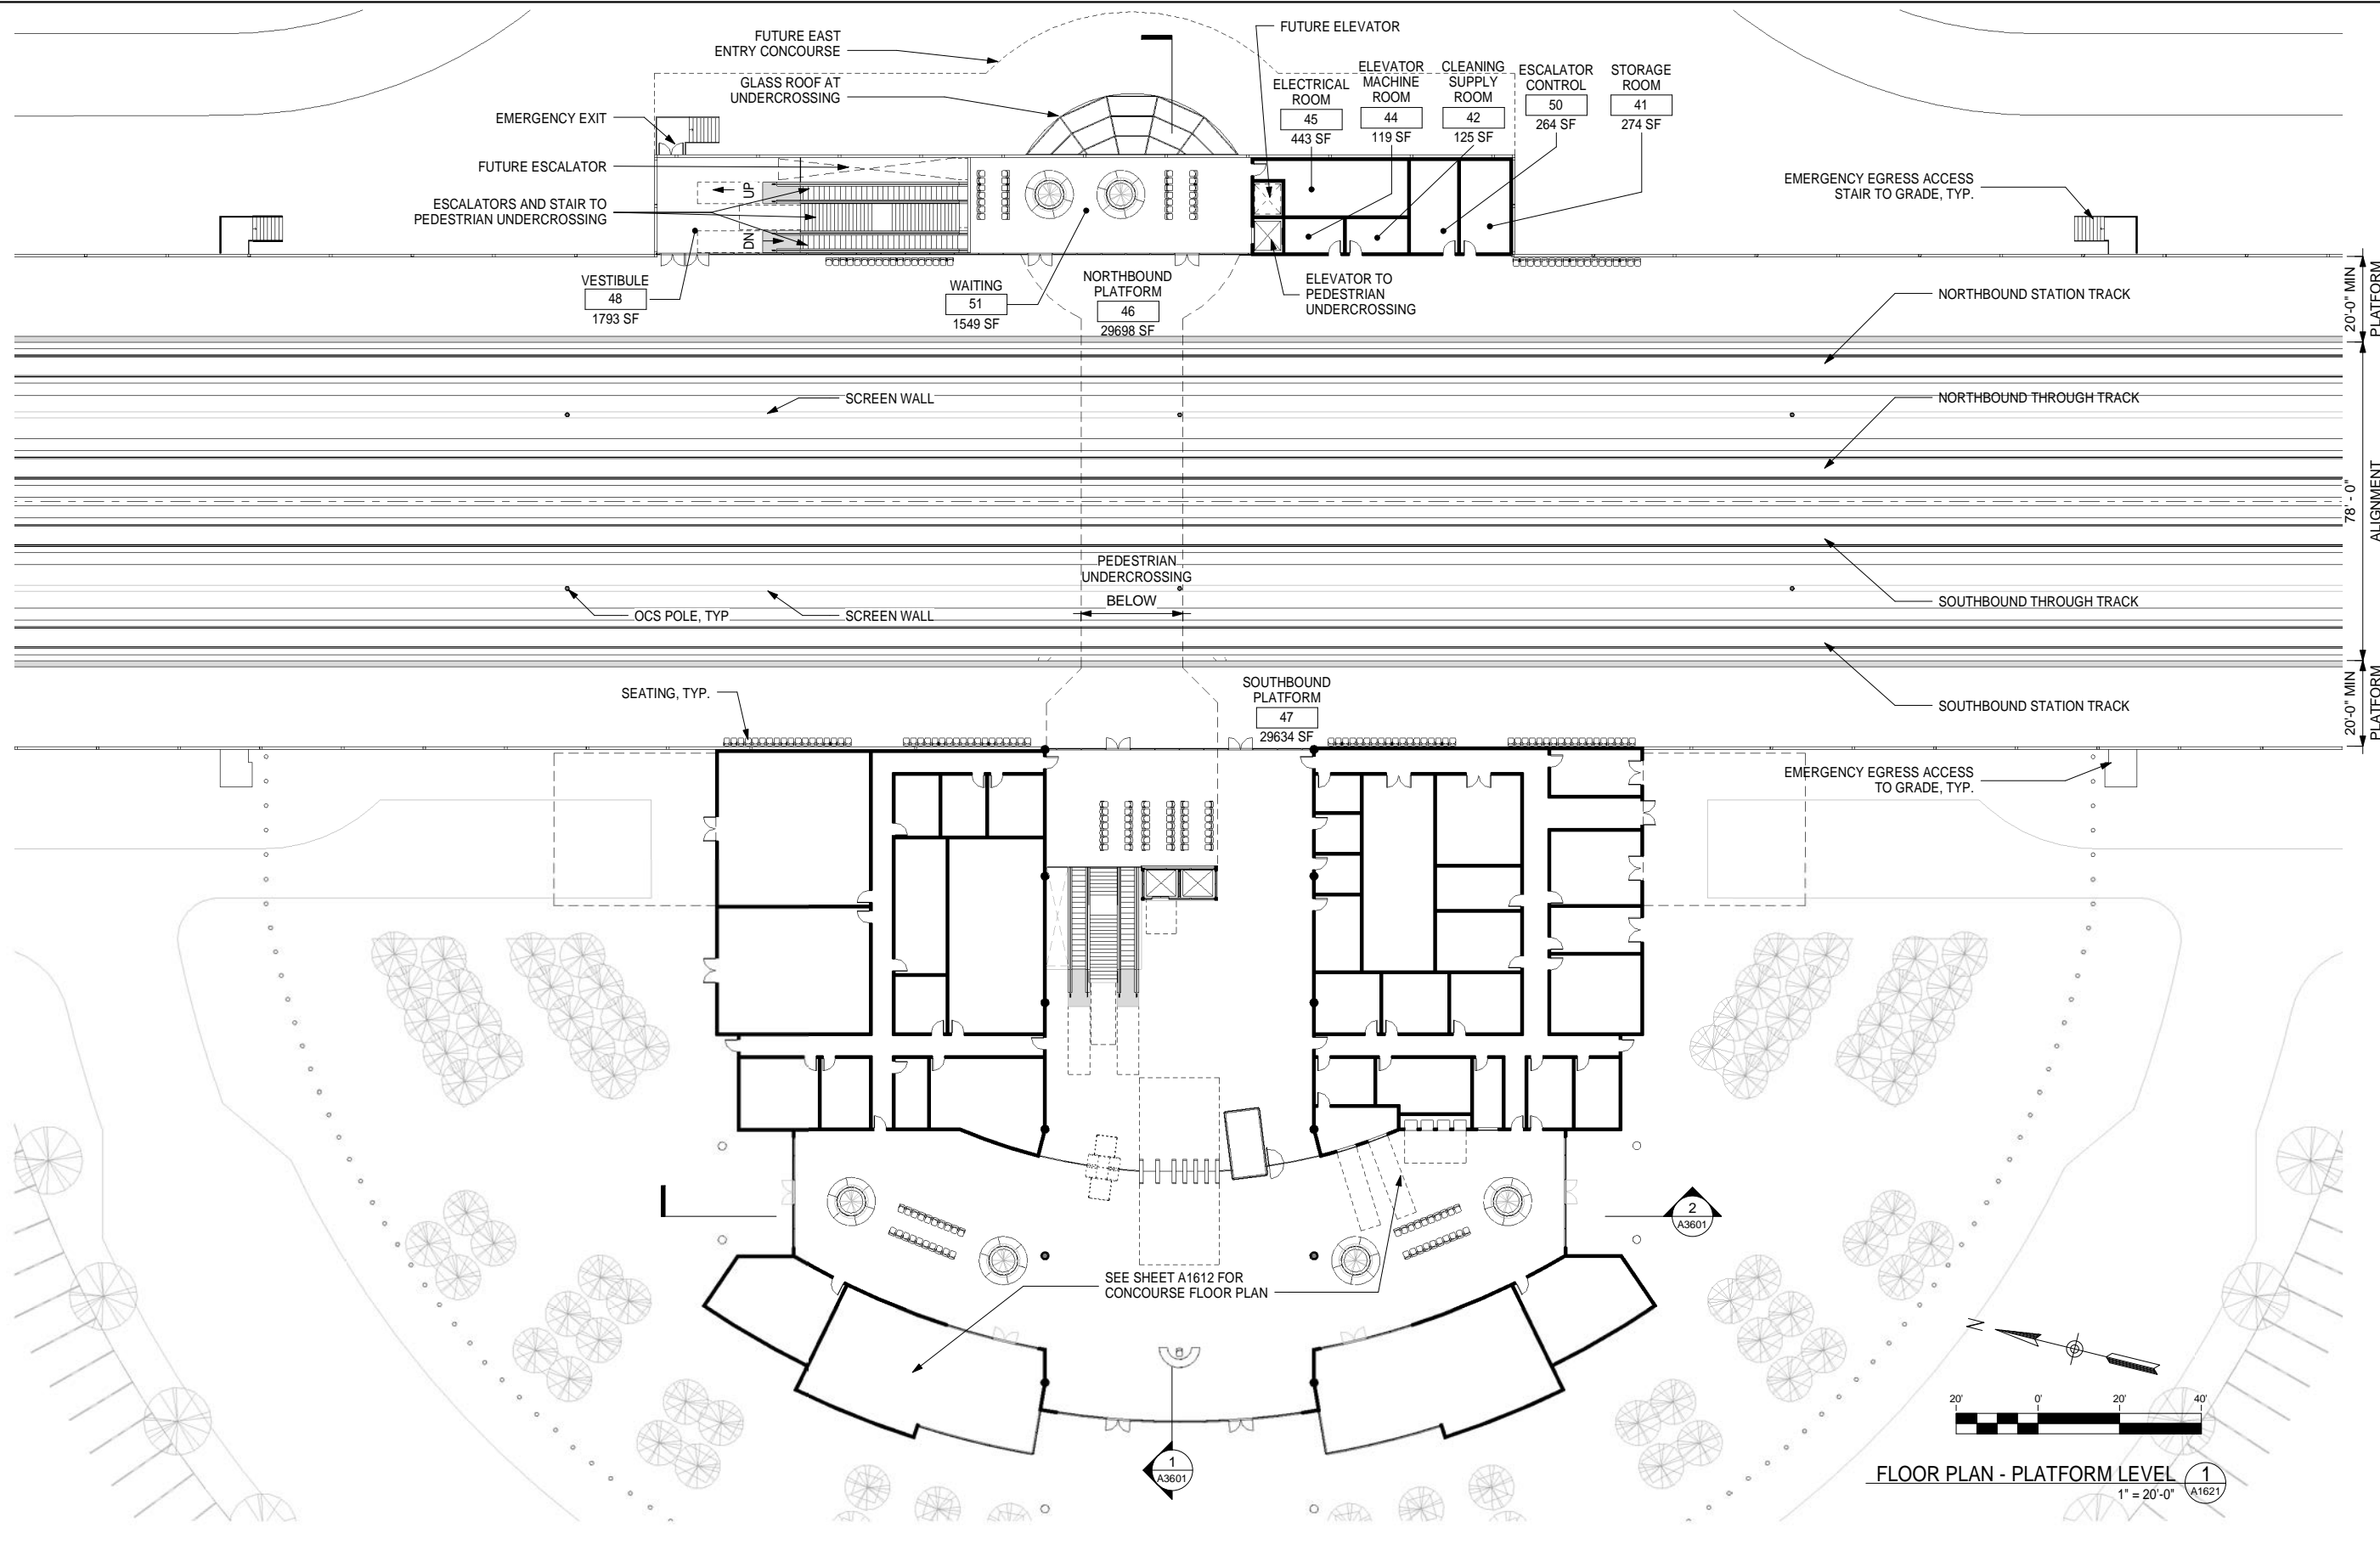 FUTURE EAST
ENTRY CONCOURSE
FUTURE ELEVATOR
GLASS ROOF AT
UNDERCROSSING
ELECTRICAL
ROOM
45
443 SF
ELEVATOR
MACHINE
ROOM
44
119 SF
CLEANING
SUPPLY
ROOM
42
125 SF
ESCALATOR
CONTROL
50
264 SF
STORAGE
ROOM
41
274 SF
EMERGENCY EXIT
FUTURE ESCALATOR
UP
ESCALATORS AND STAIR TO
PEDESTRIAN UNDERCROSSING
DN
EMERGENCY EGRESS ACCESS
STAIR TO GRADE, TYP.
VESTIBULE
48
1793 SF
WAITING
51
1549 SF
NORTHBOUND
PLATFORM
46
29698 SF
ELEVATOR TO
PEDESTRIAN
UNDERCROSSING
NORTHBOUND STATION TRACK
20'-0" MIN
PLATFORM
SCREEN WALL
NORTHBOUND THROUGH TRACK
78' - 0"
ALIGNMENT
PEDESTRIAN
UNDERCROSSING
BELOW
OCS POLE, TYP
SCREEN WALL
SOUTHBOUND THROUGH TRACK
SEATING, TYP.
SOUTHBOUND
PLATFORM
47
29634 SF
SOUTHBOUND STATION TRACK
20'-0" MIN
PLATFORM
EMERGENCY EGRESS ACCESS
TO GRADE, TYP.
2
A3601
SEE SHEET A1612 FOR
CONCOURSE FLOOR PLAN
N
20' 0' 20' 40'
1
A3601
FLOOR PLAN - PLATFORM LEVEL
1" = 20'-0"
1
A1621